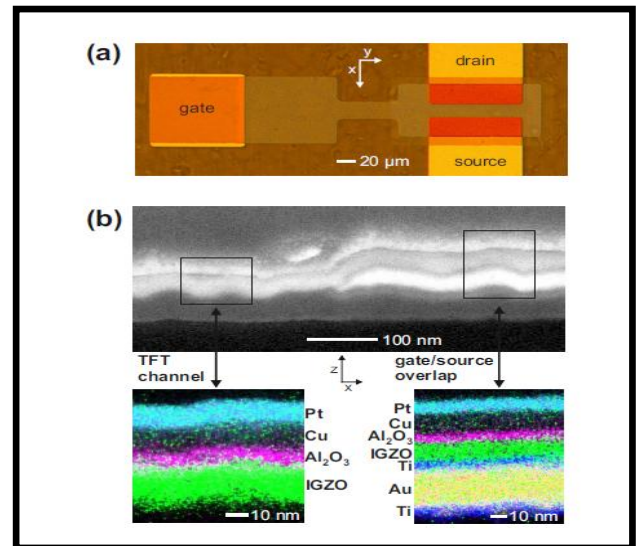 (a)
y
x
drain
gate
20 µm
source
(b)
100 nm
TFT
channel
z
x
gate/source
overlap
Pt
Cu
Al₂O₃
IGZO
10 nm
Pt
Cu
Al₂O₃
IGZO
Ti
Au
Ti
10 nm